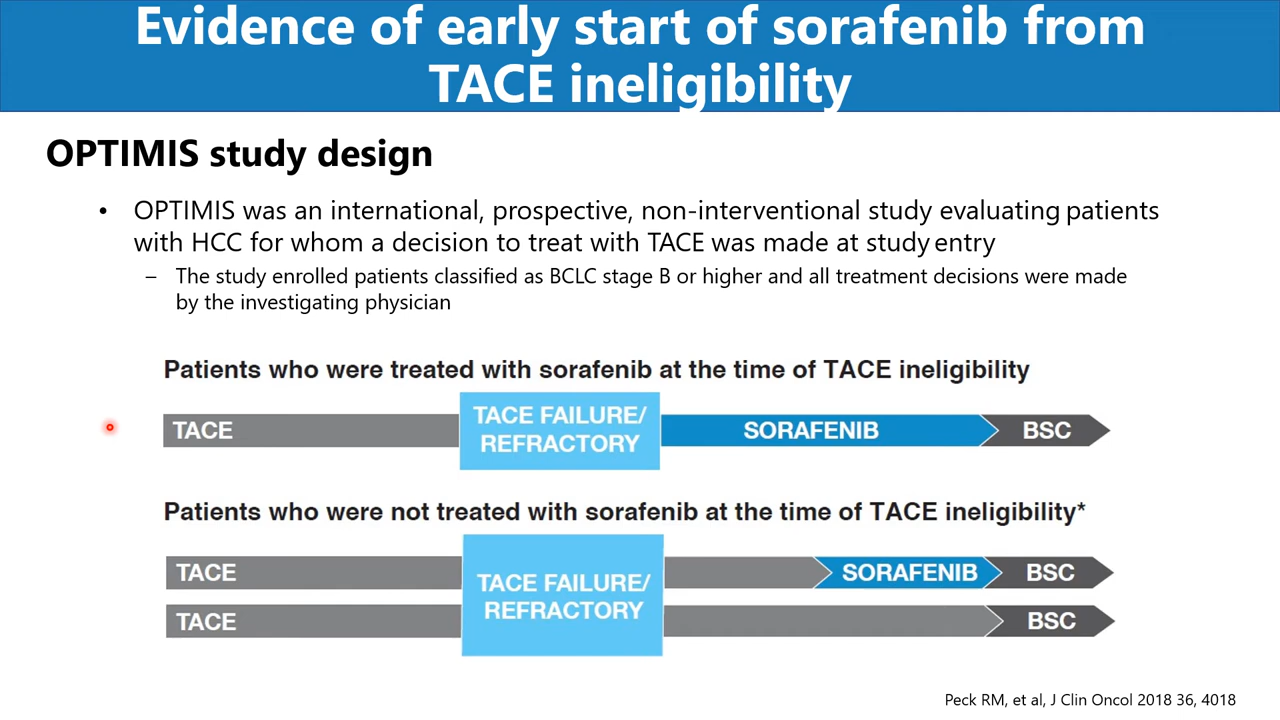 Evidence of early start of sorafenib from
TACE ineligibility
OPTIMIS study design
• OPTIMIS was an international, prospective, non-interventional study evaluating patients
with HCC for whom a decision to treat with TACE was made at study entry
– The study enrolled patients classified as BCLC stage B or higher and all treatment decisions were made
by the investigating physician
Patients who were treated with sorafenib at the time of TACE ineligibility
TACE
TACE FAILURE/
REFRACTORY
SORAFENIB
BSC
Patients who were not treated with sorafenib at the time of TACE ineligibility*
TACE
TACE FAILURE/
REFRACTORY
SORAFENIB
BSC
TACE
BSC
Peck RM, et al, J Clin Oncol 2018 36, 4018